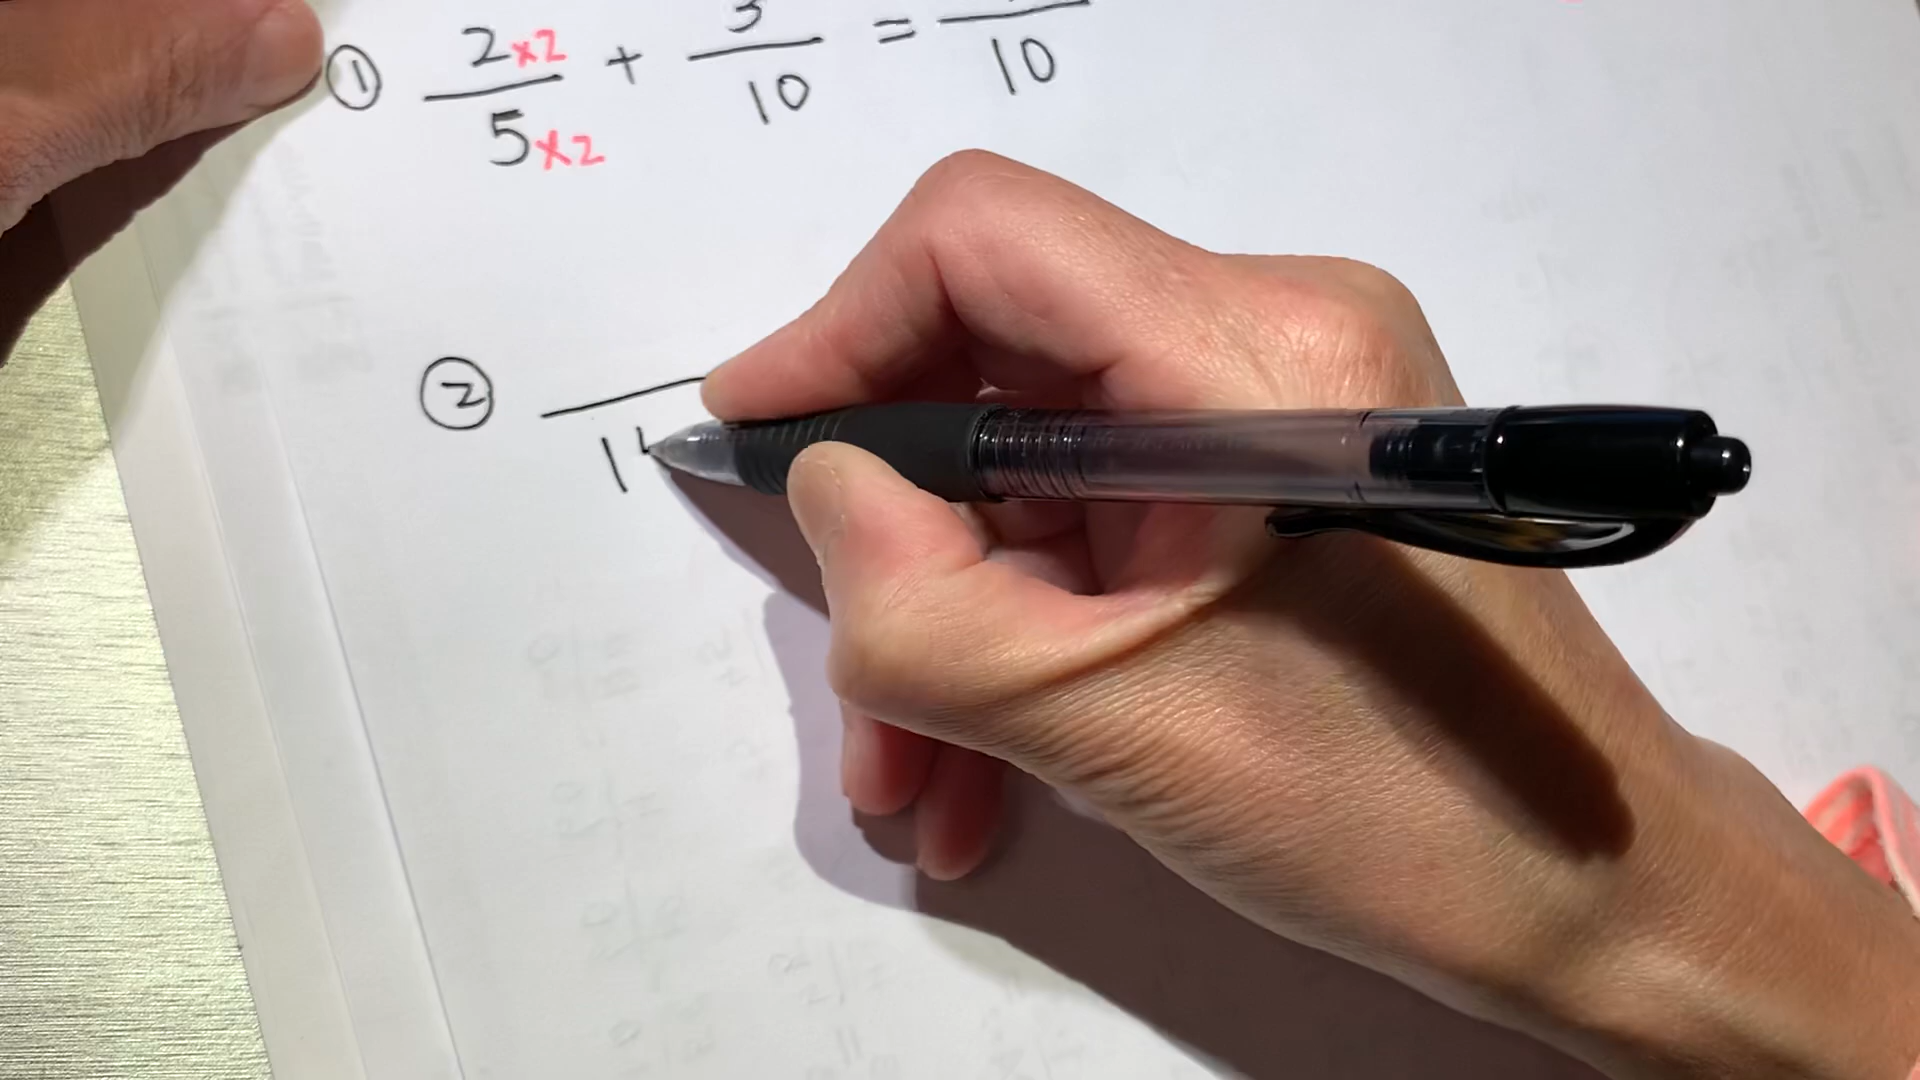 ① 2×2/5×2 + 3/10 = /10
② /14